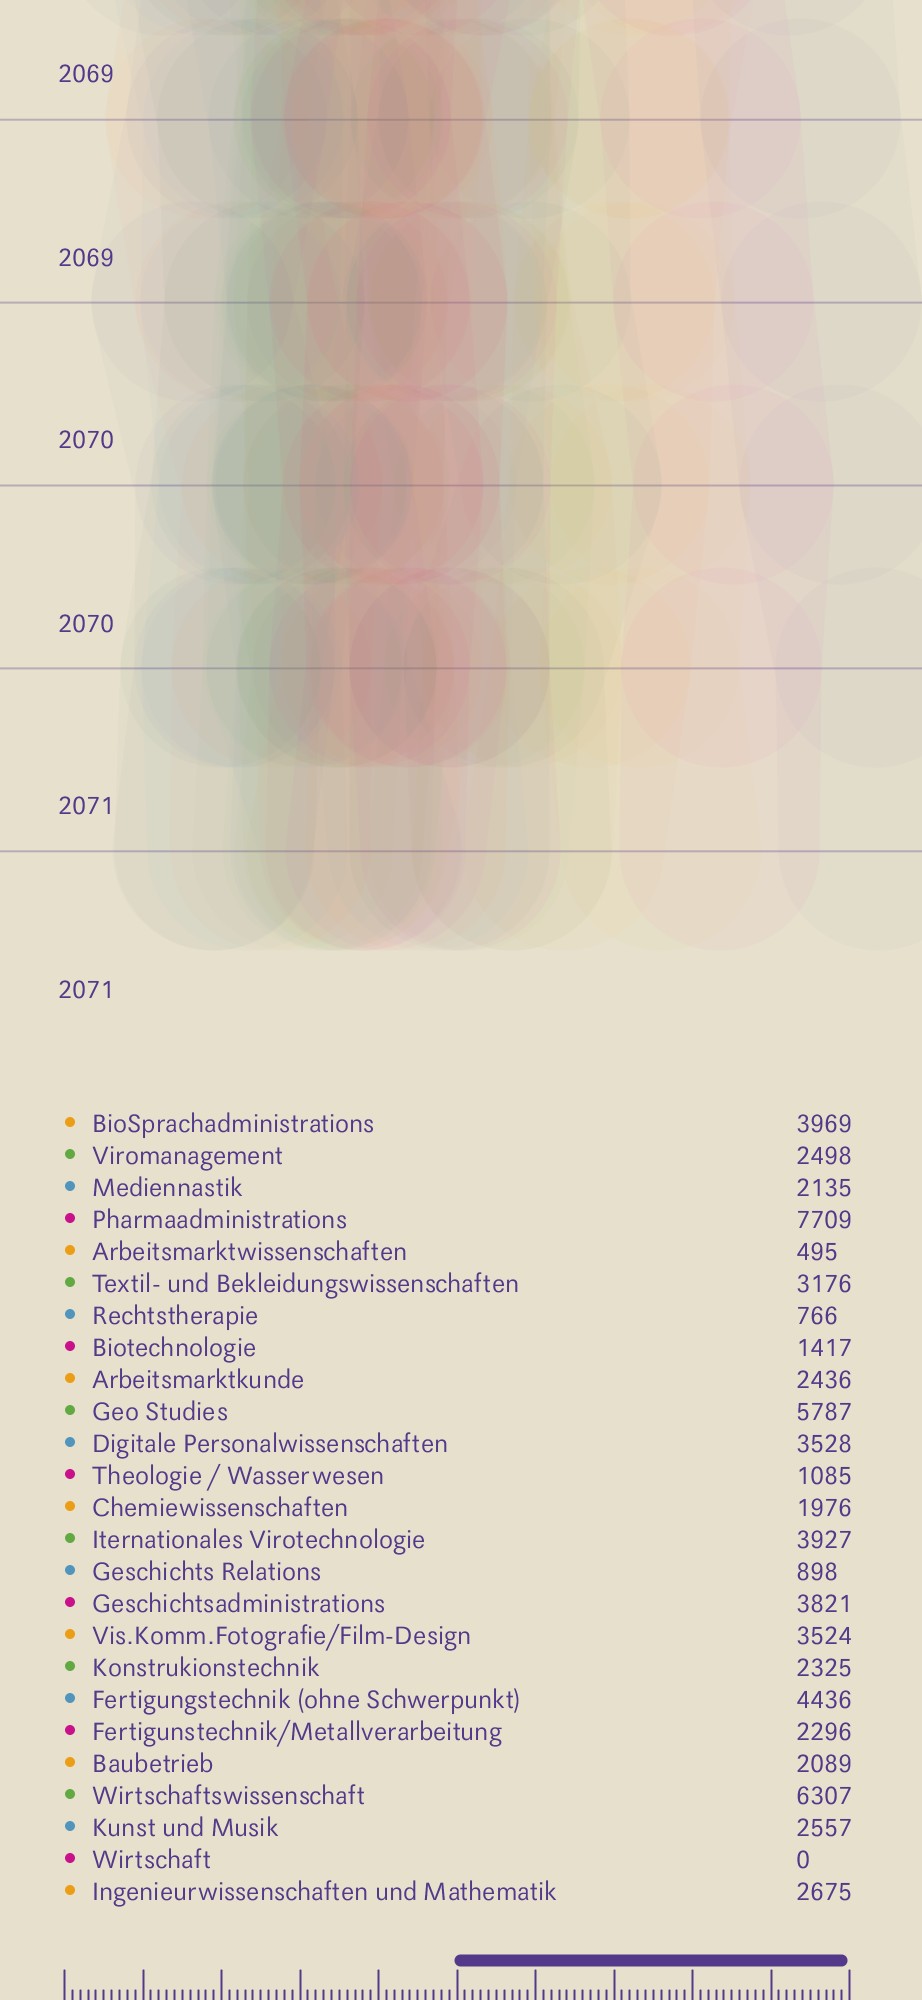 2069
2069
2070
2070
2071
2071
BioSprachadministrations 3969
Viromanagement 2498
Mediennastik 2135
Pharmaadministrations 7709
Arbeitsmarktwissenschaften 495
Textil- und Bekleidungswissenschaften 3176
Rechtstherapie 766
Biotechnologie 1417
Arbeitsmarktkunde 2436
Geo Studies 5787
Digitale Personalwissenschaften 3528
Theologie / Wasserwesen 1085
Chemiewissenschaften 1976
Iternationales Virotechnologie 3927
Geschichts Relations 898
Geschichtsadministrations 3821
Vis.Komm.Fotografie/Film-Design 3524
Konstrukionstechnik 2325
Fertigungstechnik (ohne Schwerpunkt) 4436
Fertigunstechnik/Metallverarbeitung 2296
Baubetrieb 2089
Wirtschaftswissenschaft 6307
Kunst und Musik 2557
Wirtschaft 0
Ingenieurwissenschaften und Mathematik 2675